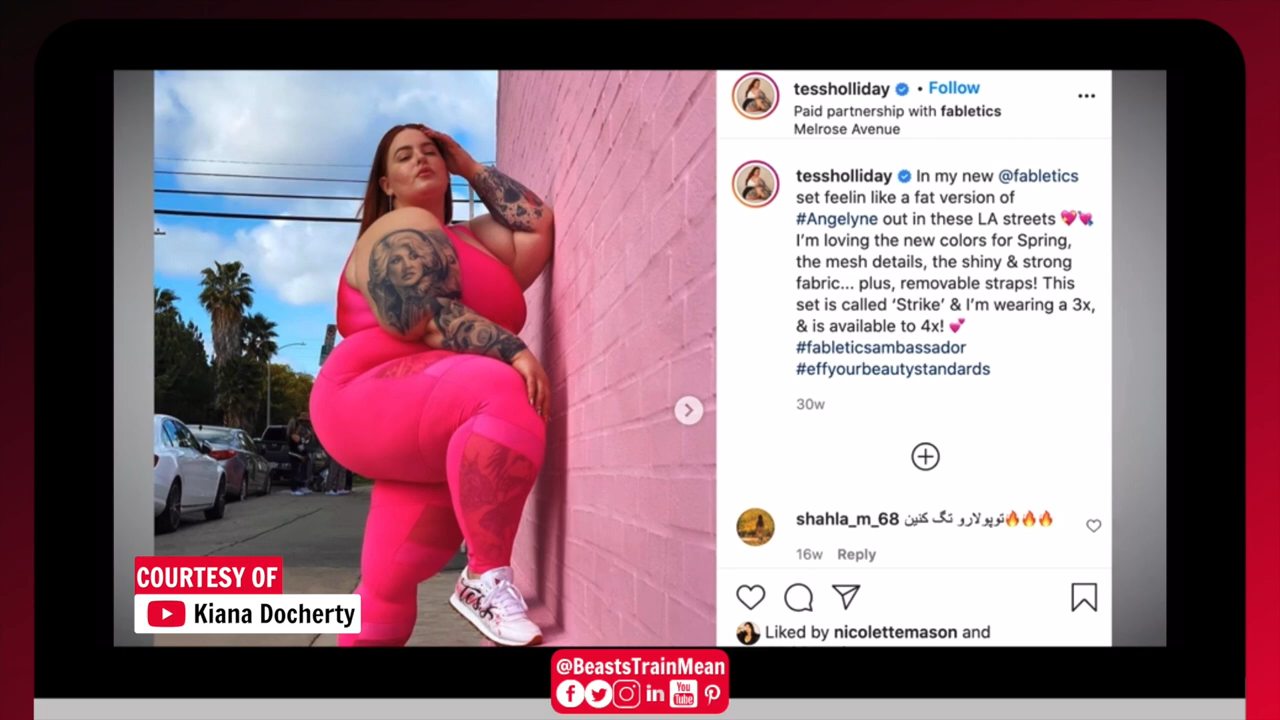 tessholliday • Follow
Paid partnership with fabletics
Melrose Avenue
tessholliday In my new @fabletics
set feelin like a fat version of
#Angelyne out in these LA streets 💖💘
I’m loving the new colors for Spring,
the mesh details, the shiny & strong
fabric... plus, removable straps! This
set is called ‘Strike’ & I’m wearing a 3x,
& is available to 4x! 💕
#fableticsambassador
#effyourbeautystandards
30w
shahla_m_68 توپولارو تگ کنین🔥🔥🔥
16w Reply
Liked by nicolettemason and
COURTESY OF
Kiana Docherty
@BeastsTrainMean
You
Tube